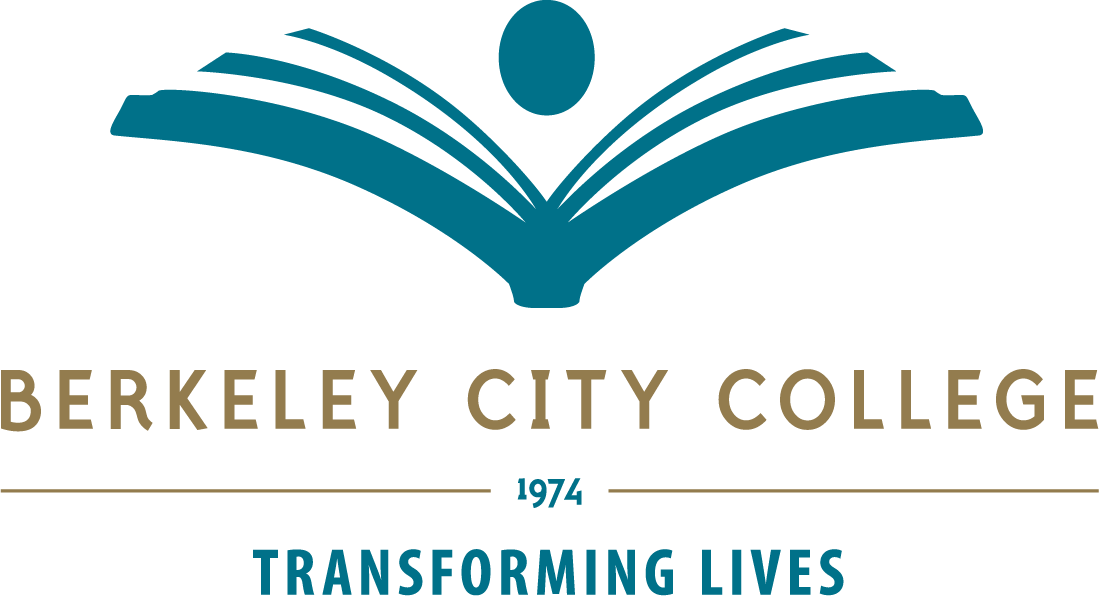 BERKELEY CITY COLLEGE
1974
TRANSFORMING LIVES